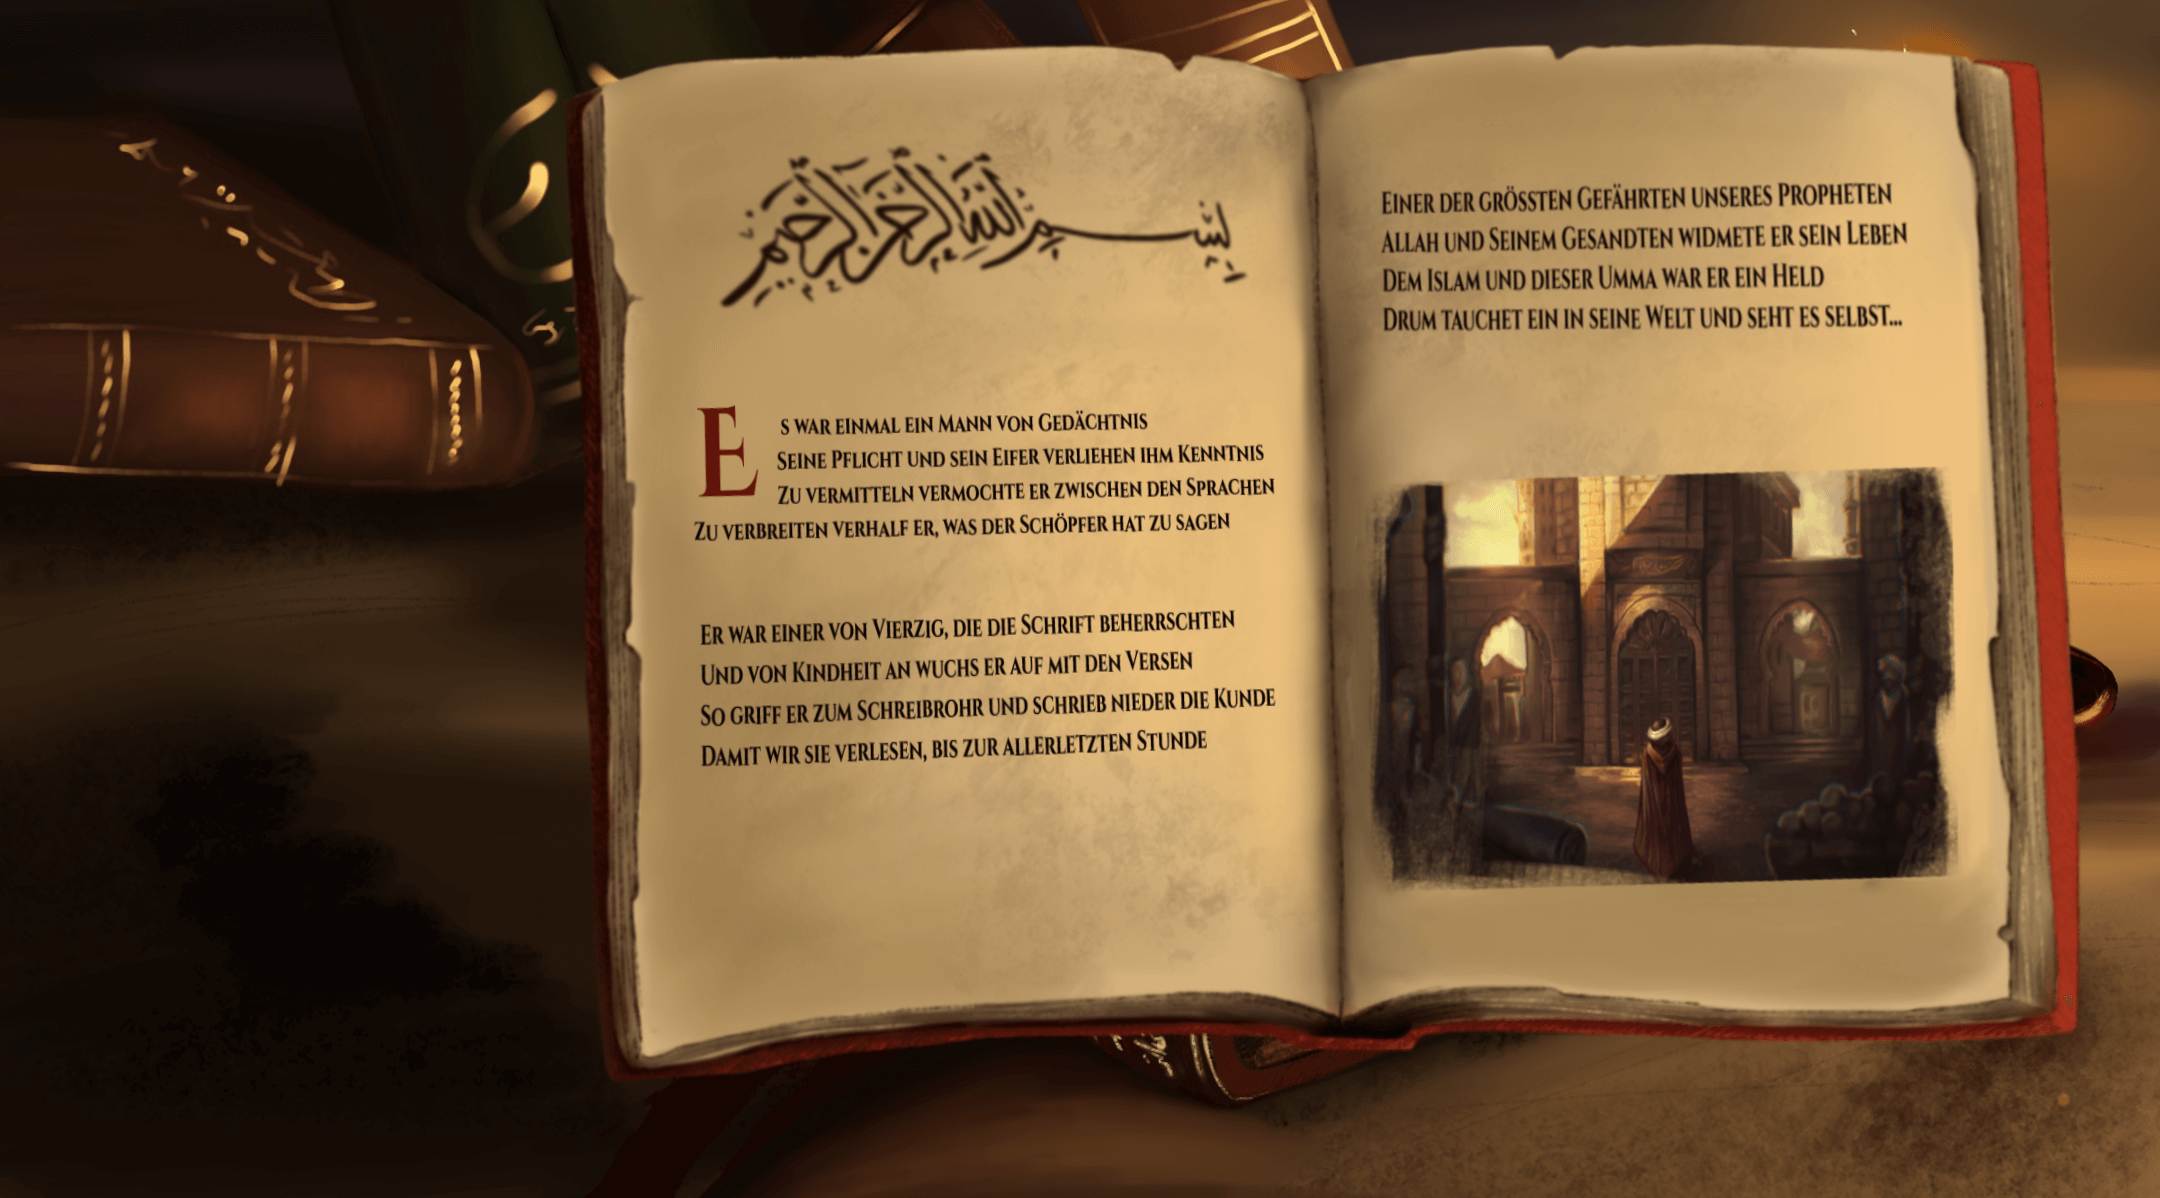 بِسْمِ اللَّهِ الرَّحْمَٰنِ الرَّحِيمِ
ES WAR EINMAL EIN MANN VON GEDÄCHTNIS
SEINE PFLICHT UND SEIN EIFER VERLIEHEN IHM KENNTNIS
ZU VERMITTELN VERMOCHTE ER ZWISCHEN DEN SPRACHEN
ZU VERBREITEN VERHALF ER, WAS DER SCHÖPFER HAT ZU SAGEN
ER WAR EINER VON VIERZIG, DIE DIE SCHRIFT BEHERRSCHTEN
UND VON KINDHEIT AN WUCHS ER AUF MIT DEN VERSEN
SO GRIFF ER ZUM SCHREIBROHR UND SCHRIEB NIEDER DIE KUNDE
DAMIT WIR SIE VERLESEN, BIS ZUR ALLERLETZTEN STUNDE
EINER DER GRÖSSTEN GEFÄHRTEN UNSERES PROPHETEN
ALLAH UND SEINEM GESANDTEN WIDMETE ER SEIN LEBEN
DEM ISLAM UND DIESER UMMA WAR ER EIN HELD
DRUM TAUCHET EIN IN SEINE WELT UND SEHT ES SELBST...